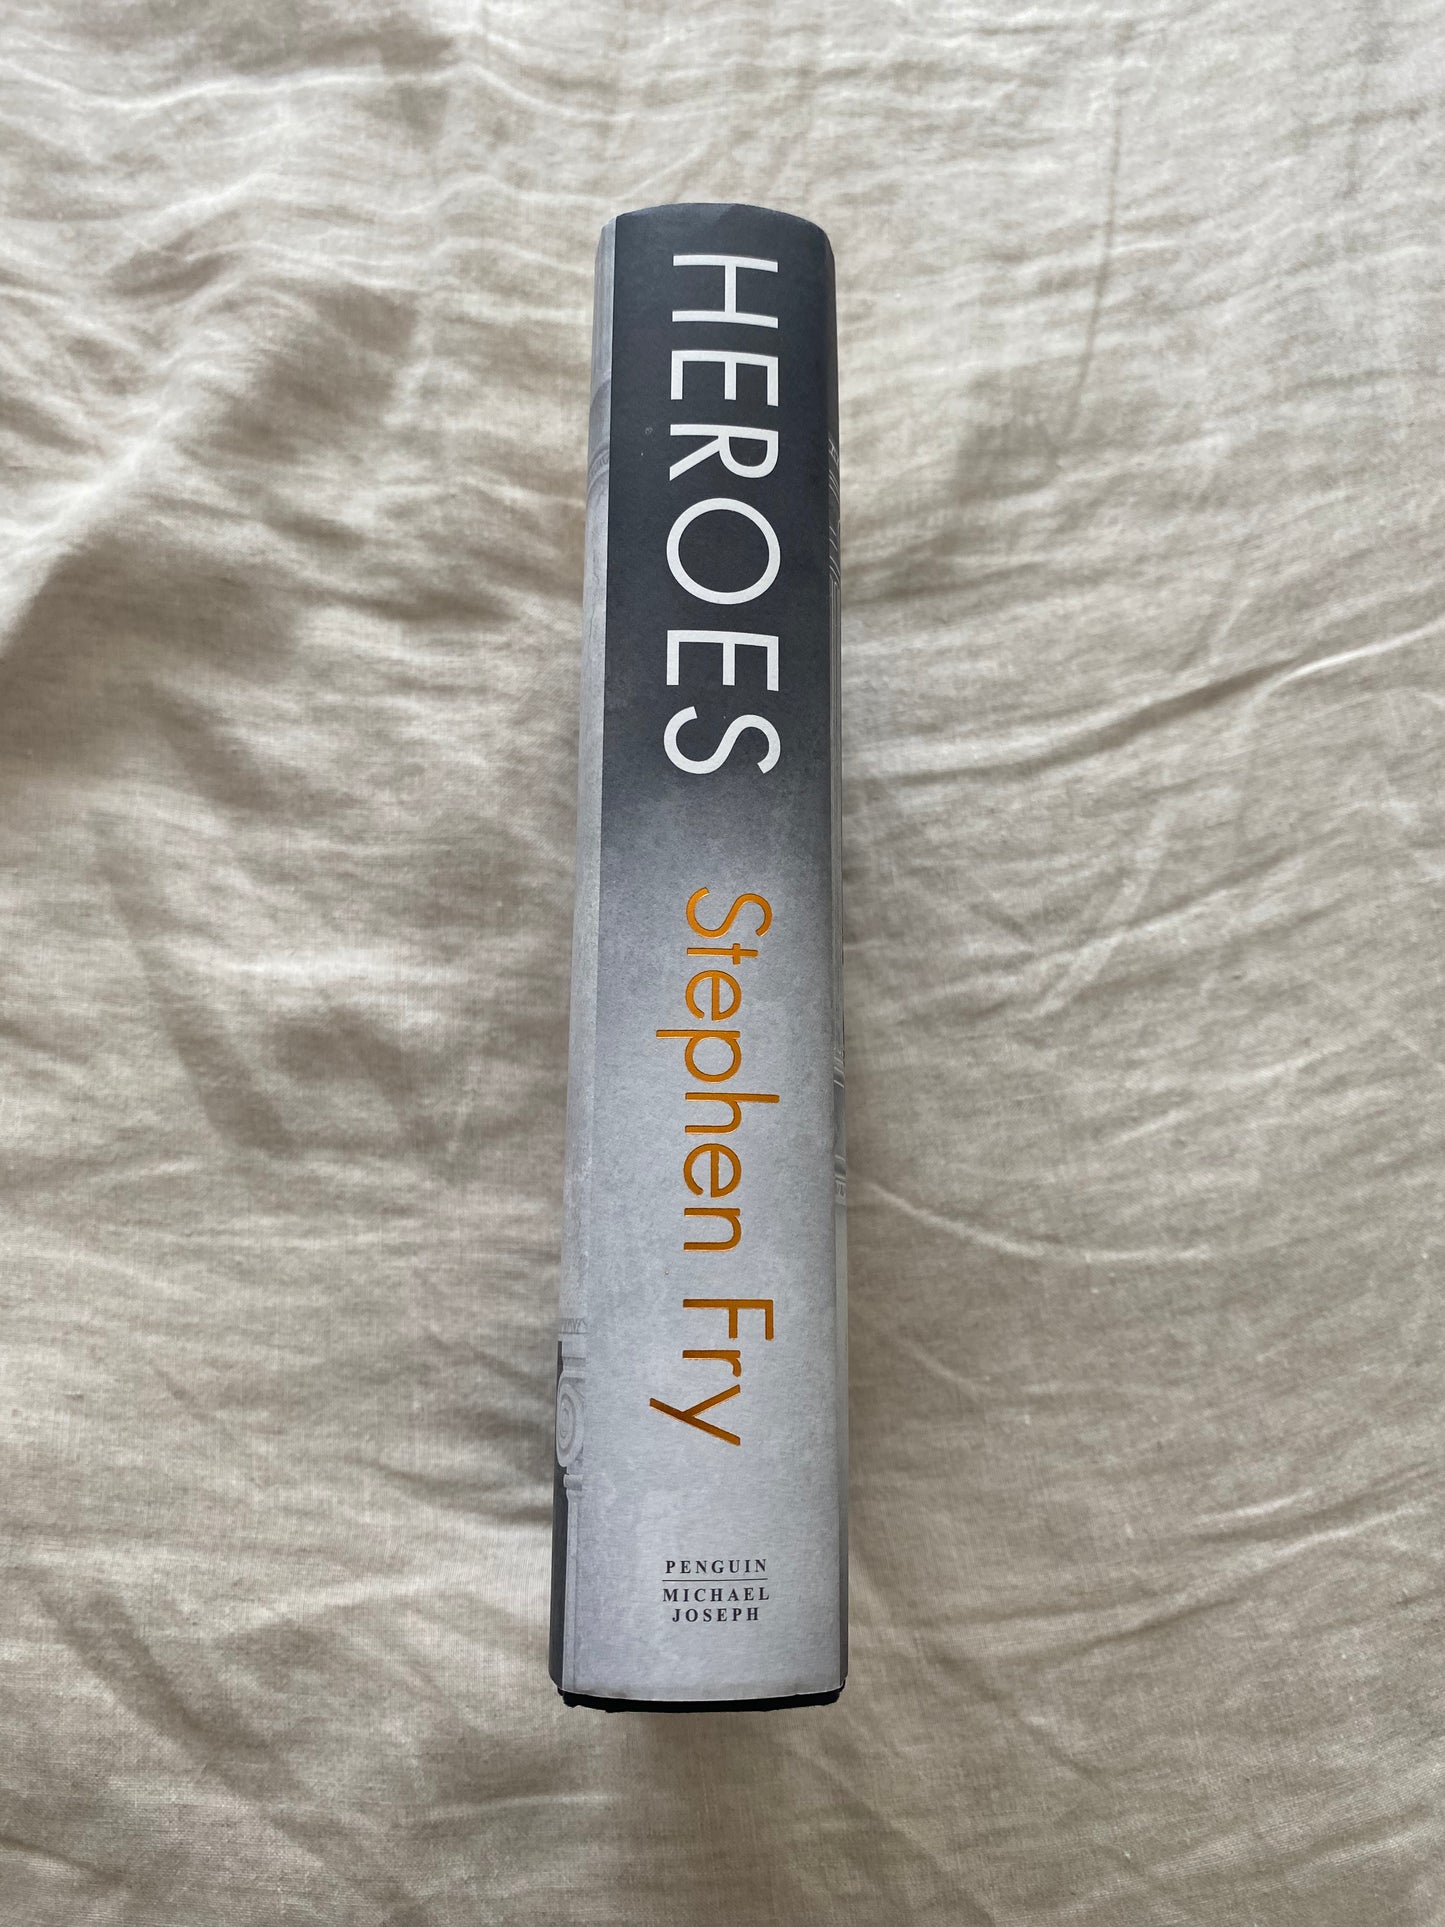 HEROES
Stephen Fry
PENGUIN
MICHAEL
JOSEPH